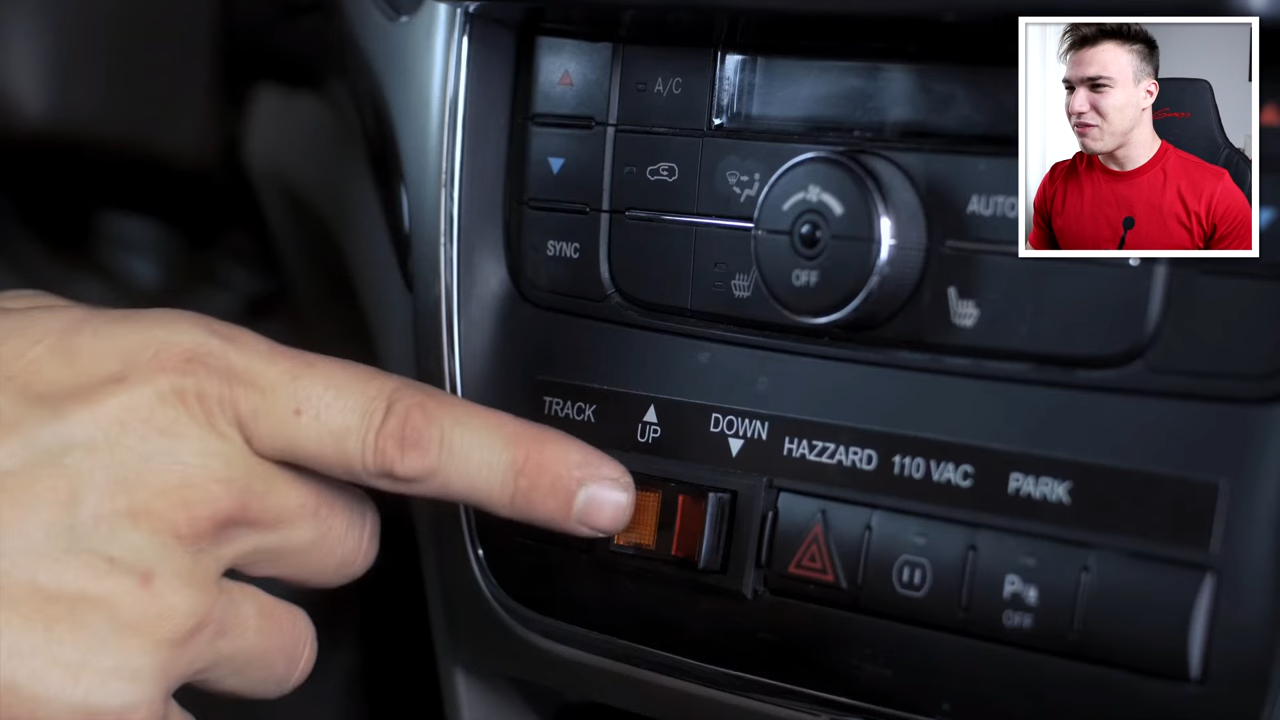 A/C
AUTO
SYNC
OFF
TRACK UP DOWN HAZZARD 110 VAC PARK
OFF